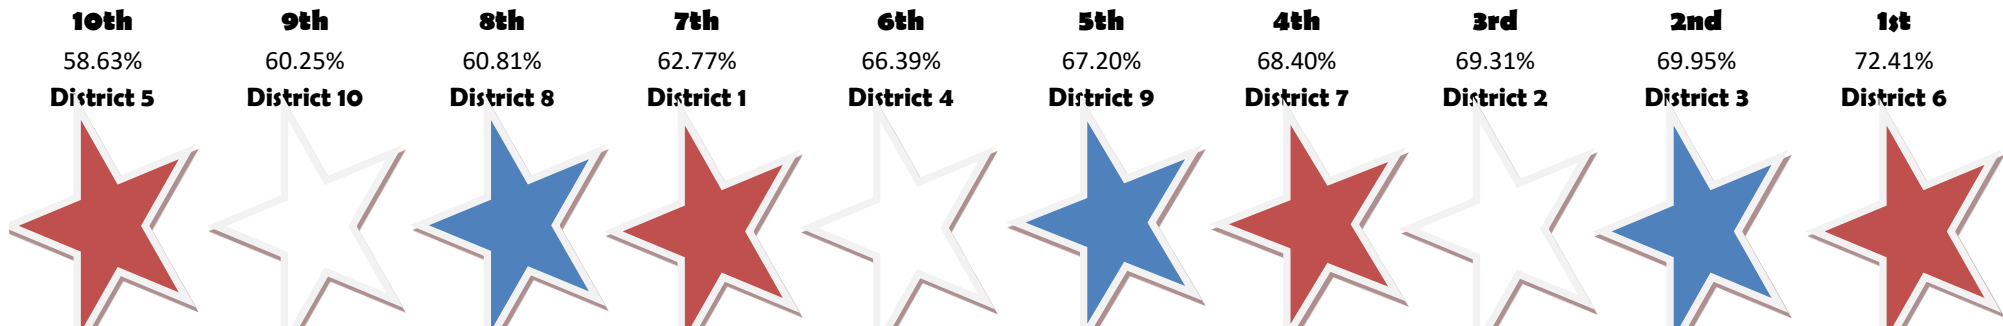 10th 9th 8th 7th 6th 5th 4th 3rd 2nd 1st
58.63% 60.25% 60.81% 62.77% 66.39% 67.20% 68.40% 69.31% 69.95% 72.41%
District 5 District 10 District 8 District 1 District 4 District 9 District 7 District 2 District 3 District 6